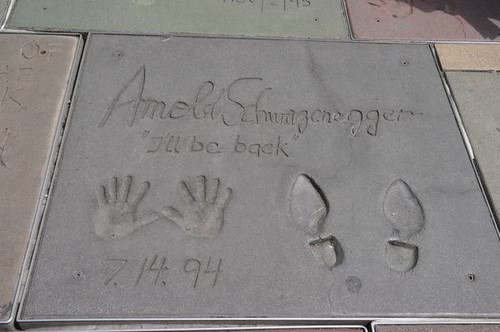 Arnold Schwarzenegger
"I'll be back"
7.14.94